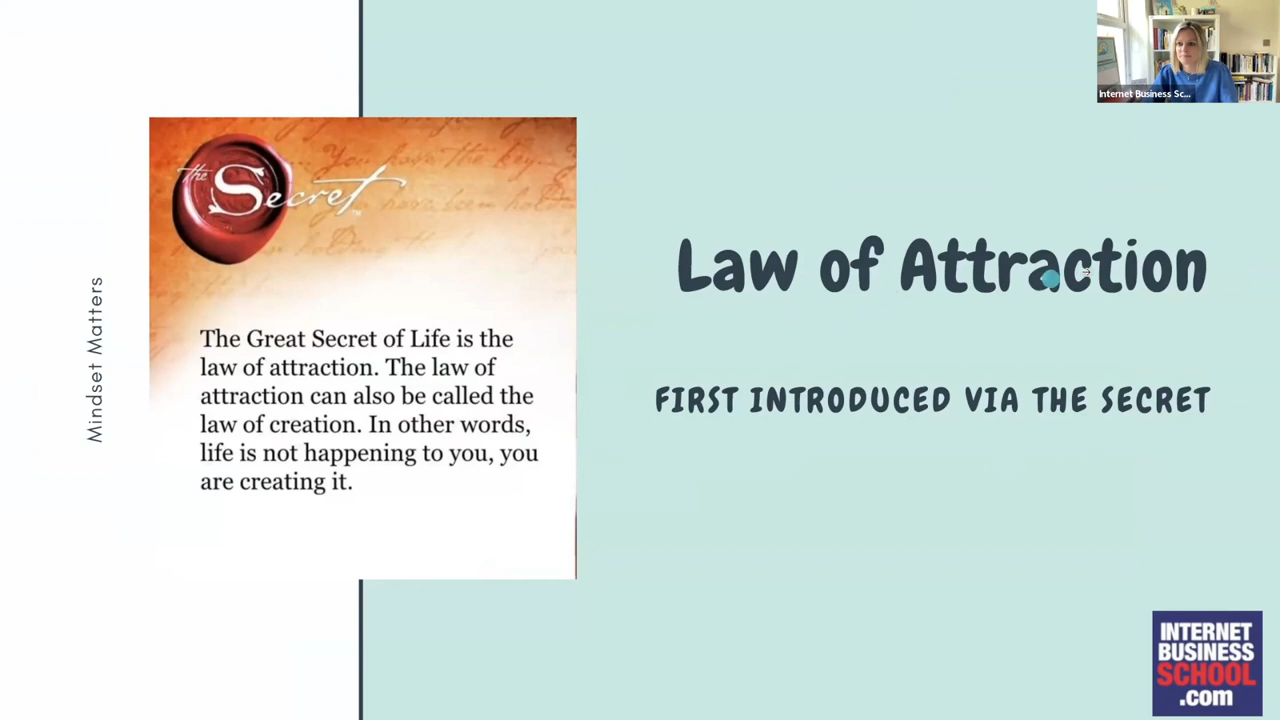 Internet Business Sc...
Mindset Matters
the Secret™
The Great Secret of Life is the
law of attraction. The law of
attraction can also be called the
law of creation. In other words,
life is not happening to you, you
are creating it.
Law of Attraction
FIRST INTRODUCED VIA THE SECRET
INTERNET
BUSINESS
SCHOOL
.com